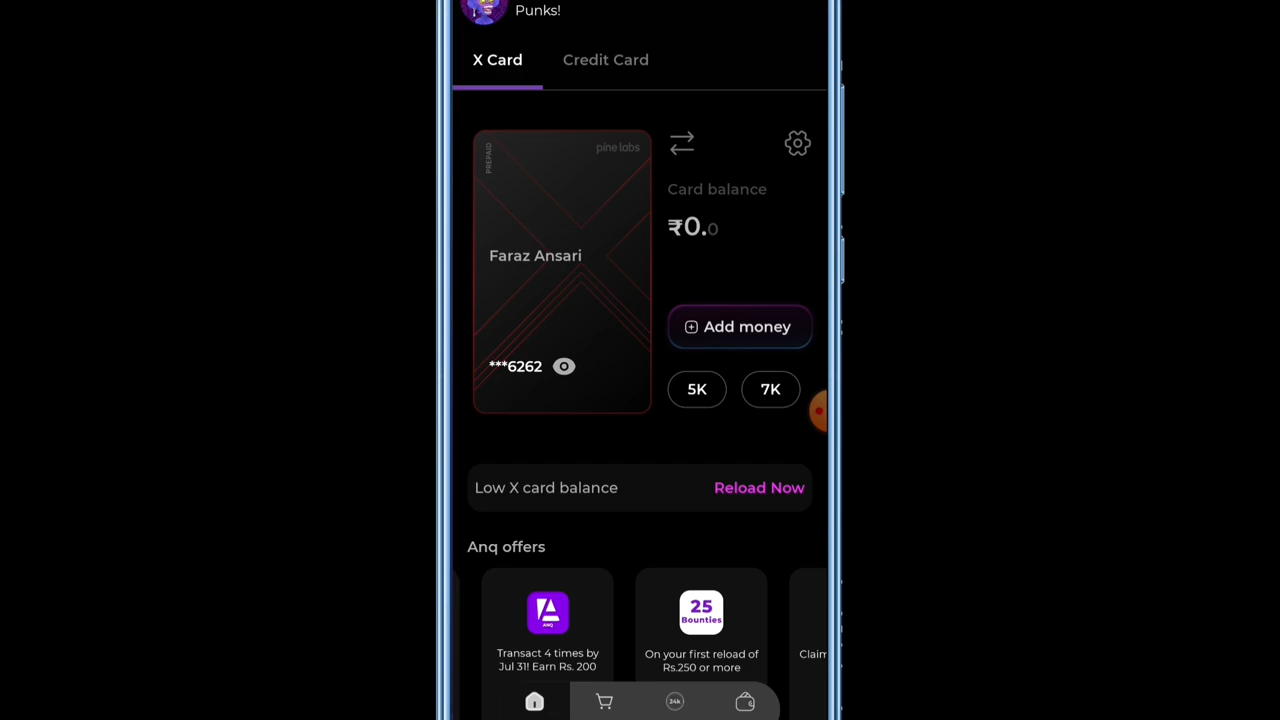 Punks!
X Card
Credit Card
PREPAID
pine labs
Card balance
₹0.0
Faraz Ansari
Add money
***6262
5K
7K
Low X card balance
Reload Now
Anq offers
ANQ
25
Bounties
Transact 4 times by
Jul 31! Earn Rs. 200
On your first reload of
Rs.250 or more
Claim
24k